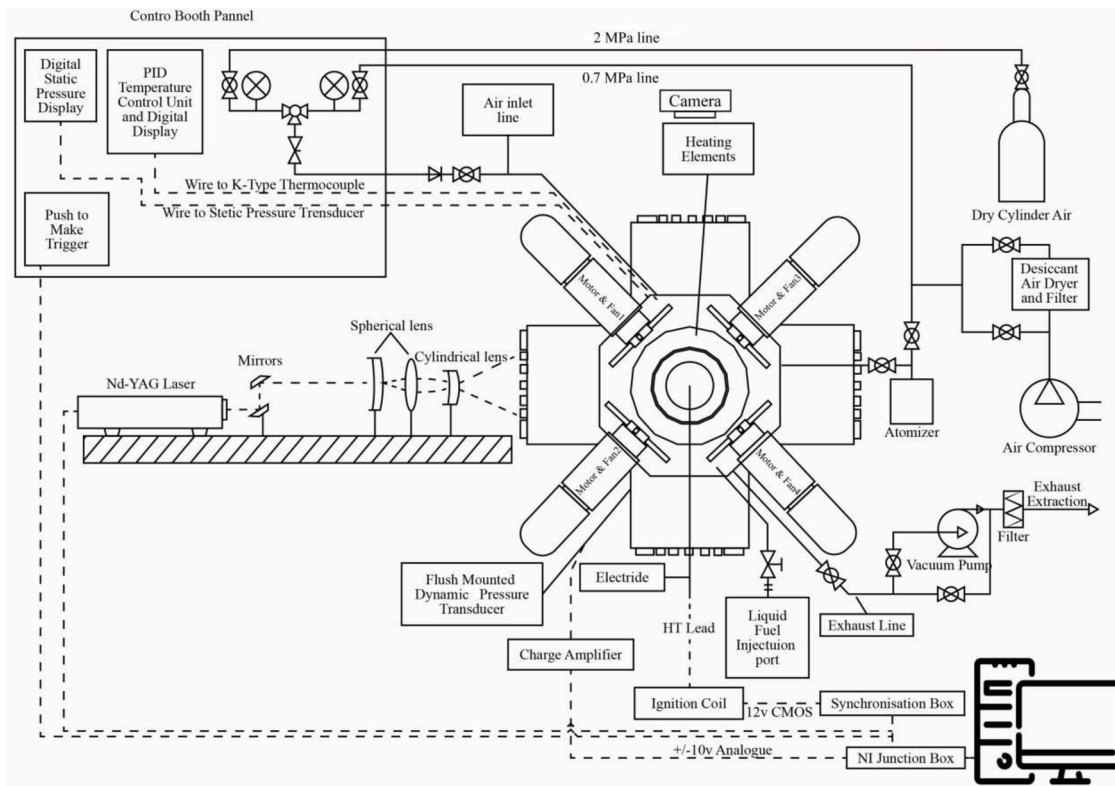 Contro Booth Pannel
2 MPa line
0.7 MPa line
Digital
Static
Pressure
Display
PID
Temperature
Control Unit
and Digital
Display
Air inlet
line
Camera
Heating
Elements
Dry Cylinder Air
Wire to K-Type Thermocouple
Wire to Stetic Pressure Trensducer
Push to
Make
Trigger
Motor & Fan1
Motor & Fan3
Desiccant
Air Dryer
and Filter
Spherical lens
Cylindrical lens
Mirrors
Nd-YAG Laser
Atomizer
Air Compressor
Motor & Fan2
Motor & Fan4
Exhaust
Extraction
Filter
Vacuum Pump
Flush Mounted
Dynamic Pressure
Transducer
Electride
Liquid
Fuel
Injectuion
port
Exhaust Line
HT Lead
Charge Amplifier
Ignition Coil
12v CMOS
Synchronisation Box
+/-10v Analogue
NI Junction Box